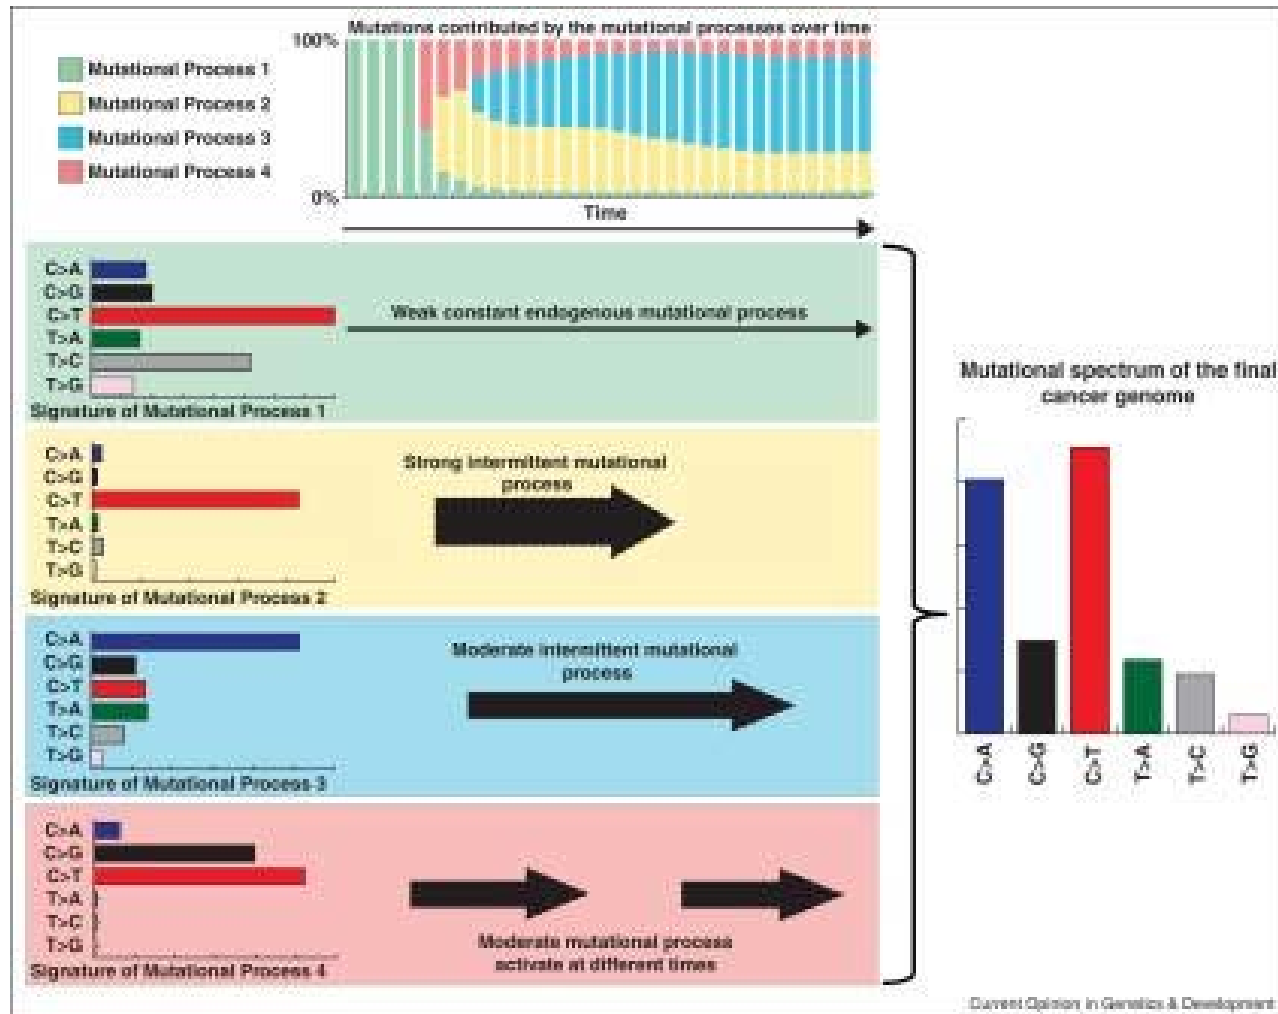 Mutations contributed by the mutational processes over time
100%
Mutational Process 1
Mutational Process 2
Mutational Process 3
Mutational Process 4
0%
Time
C>A
C>G
C>T
T>A
T>C
T>G
Signature of Mutational Process 1
Weak constant endogenous mutational process
C>A
C>G
C>T
T>A
T>C
T>G
Signature of Mutational Process 2
Strong intermittent mutational
process
C>A
C>G
C>T
T>A
T>C
T>G
Signature of Mutational Process 3
Moderate intermittent mutational
process
C>A
C>G
C>T
T>A
T>C
T>G
Signature of Mutational Process 4
Moderate mutational process
activate at different times
Mutational spectrum of the final
cancer genome
C>A
C>G
C>T
T>A
T>C
T>G
Current Opinion in Genetics & Development